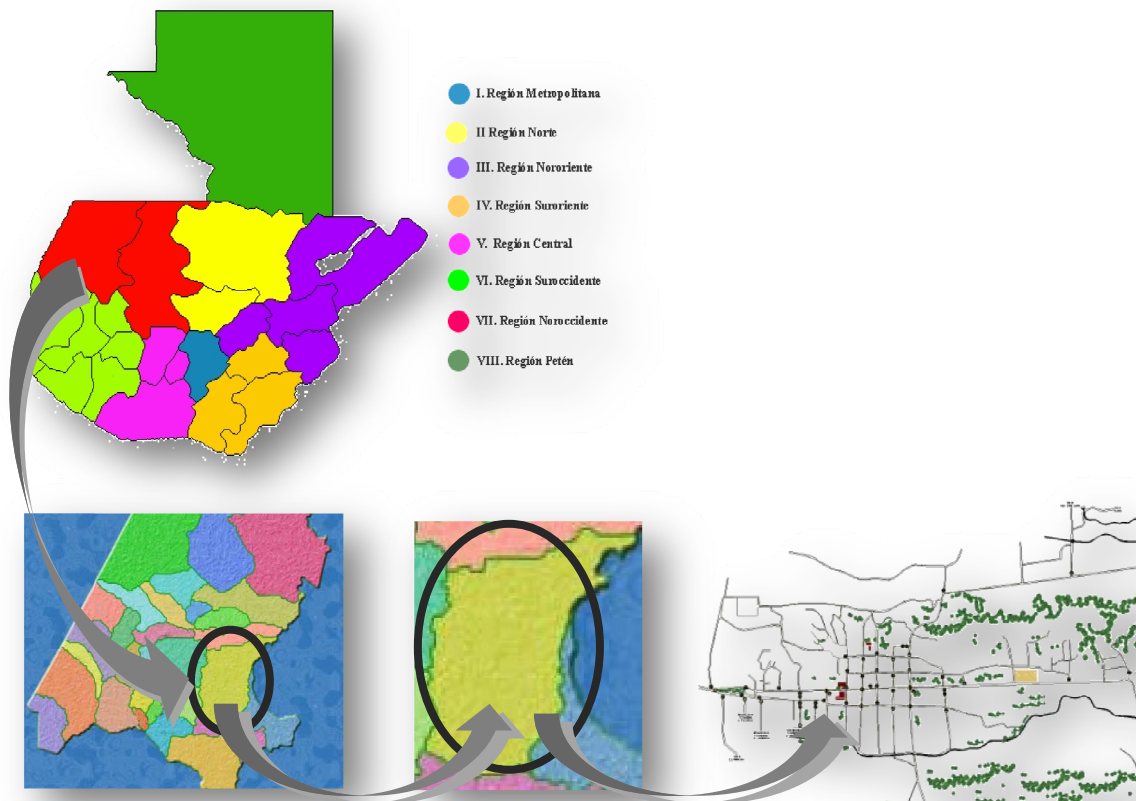 I. Región Metropolitana
II Región Norte
III. Región Nororiente
IV. Región Suroriente
V. Región Central
VI. Región Suroccidente
VII. Región Noroccidente
VIII. Región Petén